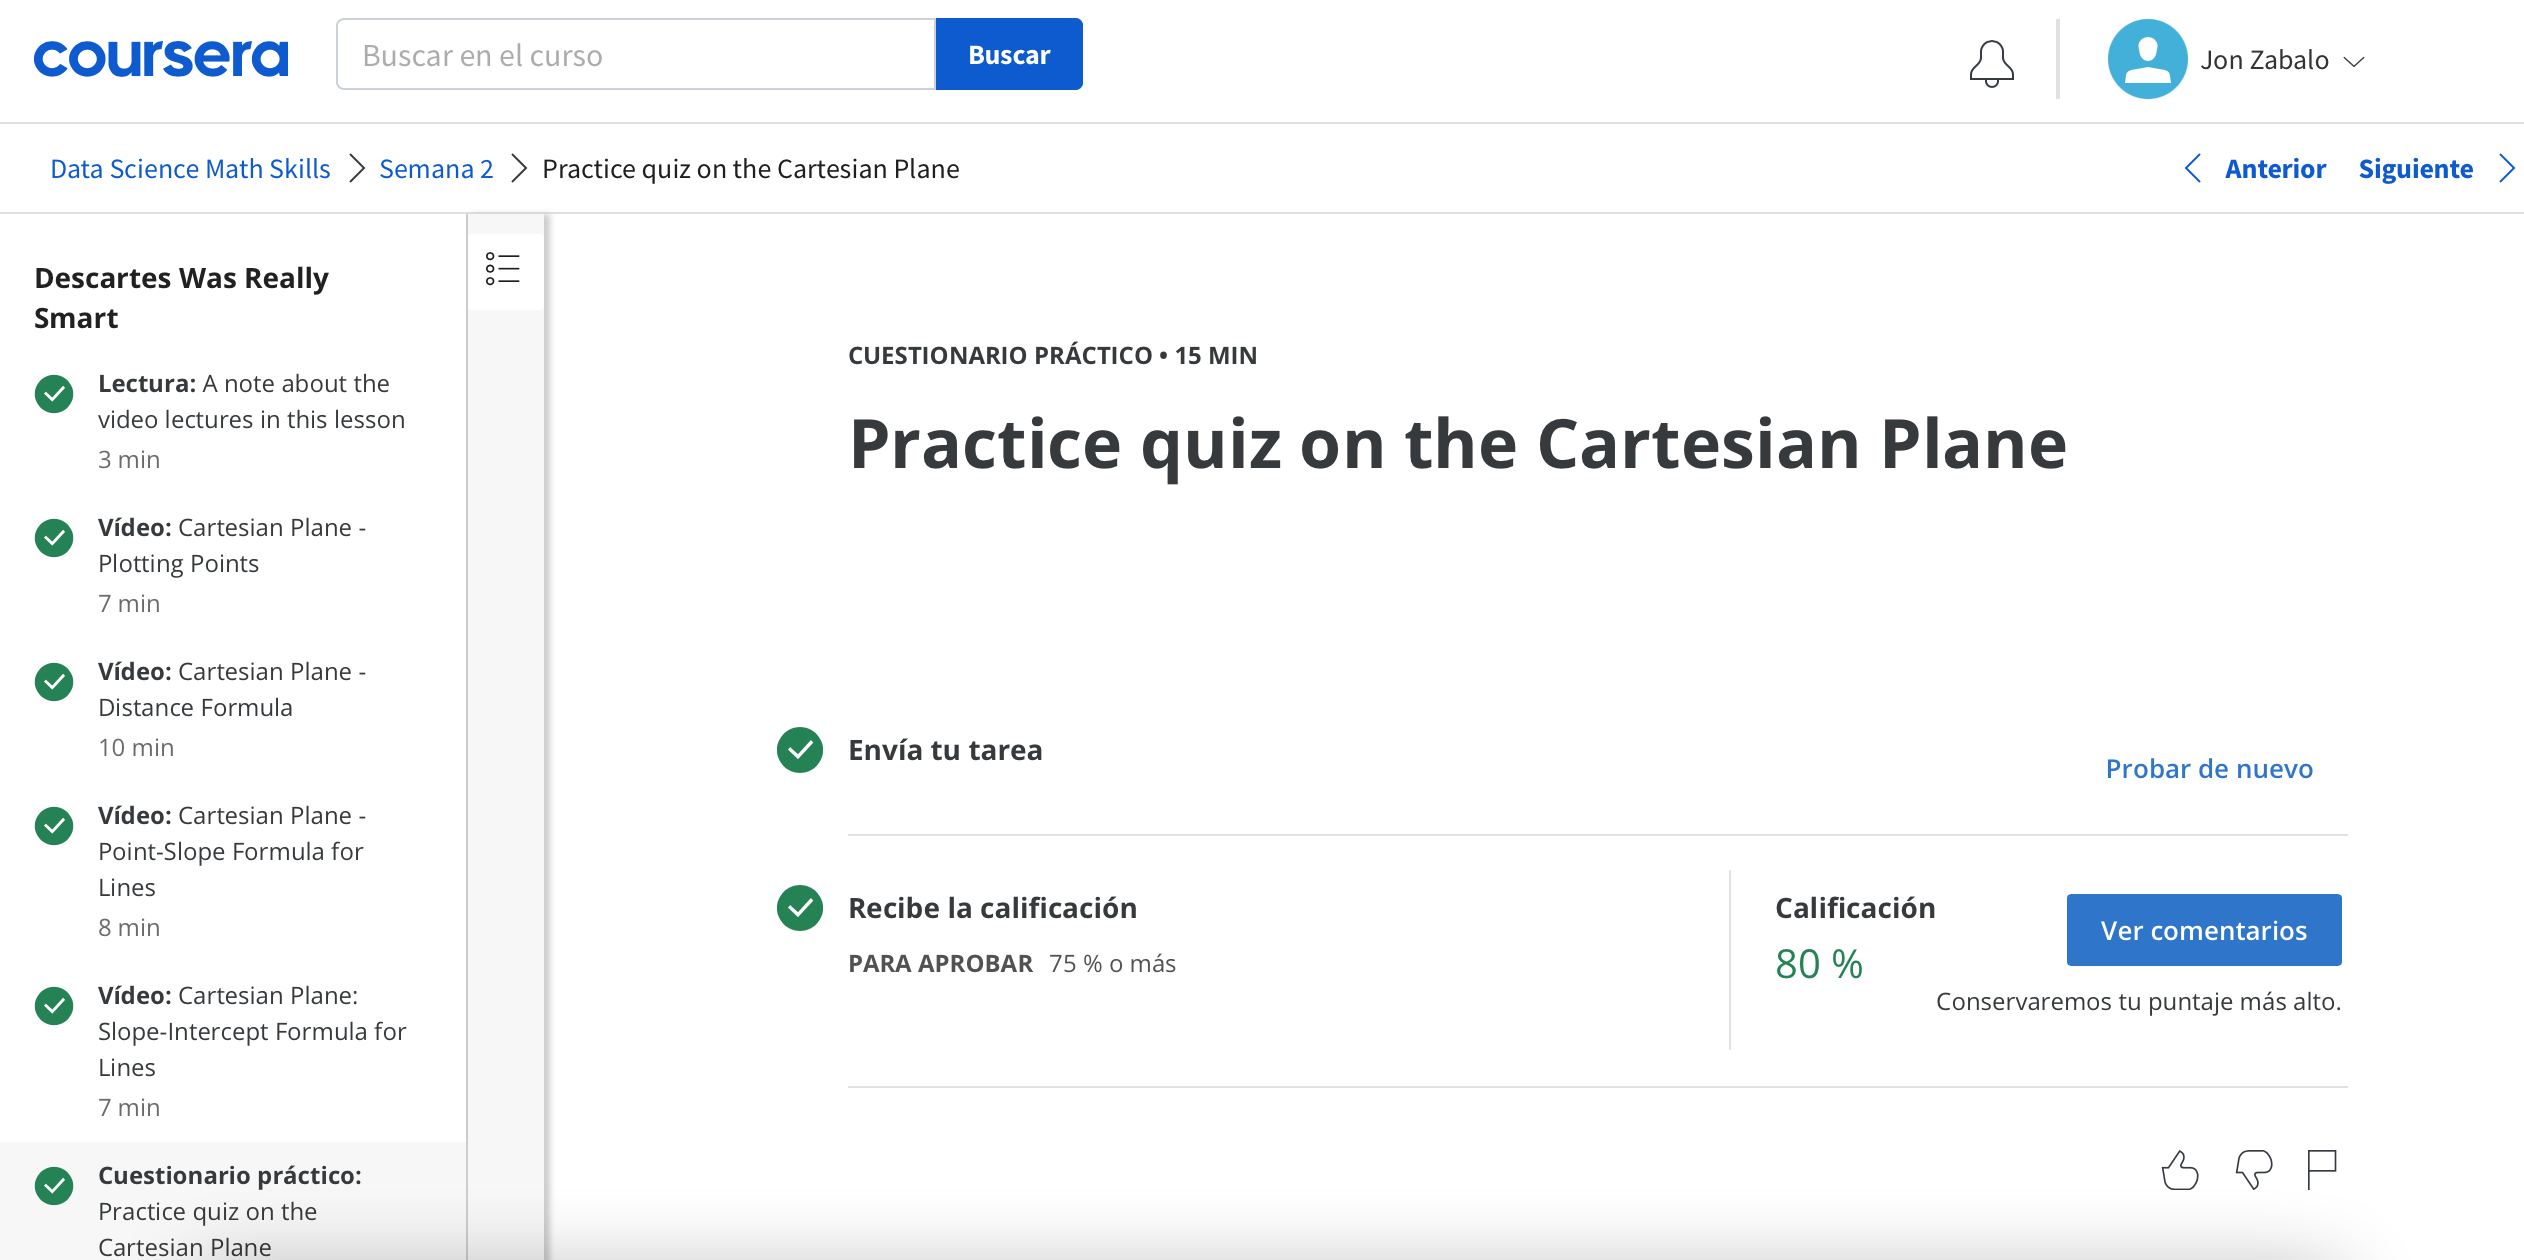 coursera
Buscar en el curso
Buscar
Jon Zabalo
Data Science Math Skills
Semana 2
Practice quiz on the Cartesian Plane
Anterior
Siguiente
Descartes Was Really
Smart
Lectura: A note about the
video lectures in this lesson
3 min
Vídeo: Cartesian Plane -
Plotting Points
7 min
Vídeo: Cartesian Plane -
Distance Formula
10 min
Vídeo: Cartesian Plane -
Point-Slope Formula for
Lines
8 min
Vídeo: Cartesian Plane:
Slope-Intercept Formula for
Lines
7 min
Cuestionario práctico:
Practice quiz on the
Cartesian Plane
CUESTIONARIO PRÁCTICO • 15 MIN
Practice quiz on the Cartesian Plane
Envía tu tarea
Probar de nuevo
Recibe la calificación
PARA APROBAR 75 % o más
Calificación
80 %
Ver comentarios
Conservaremos tu puntaje más alto.